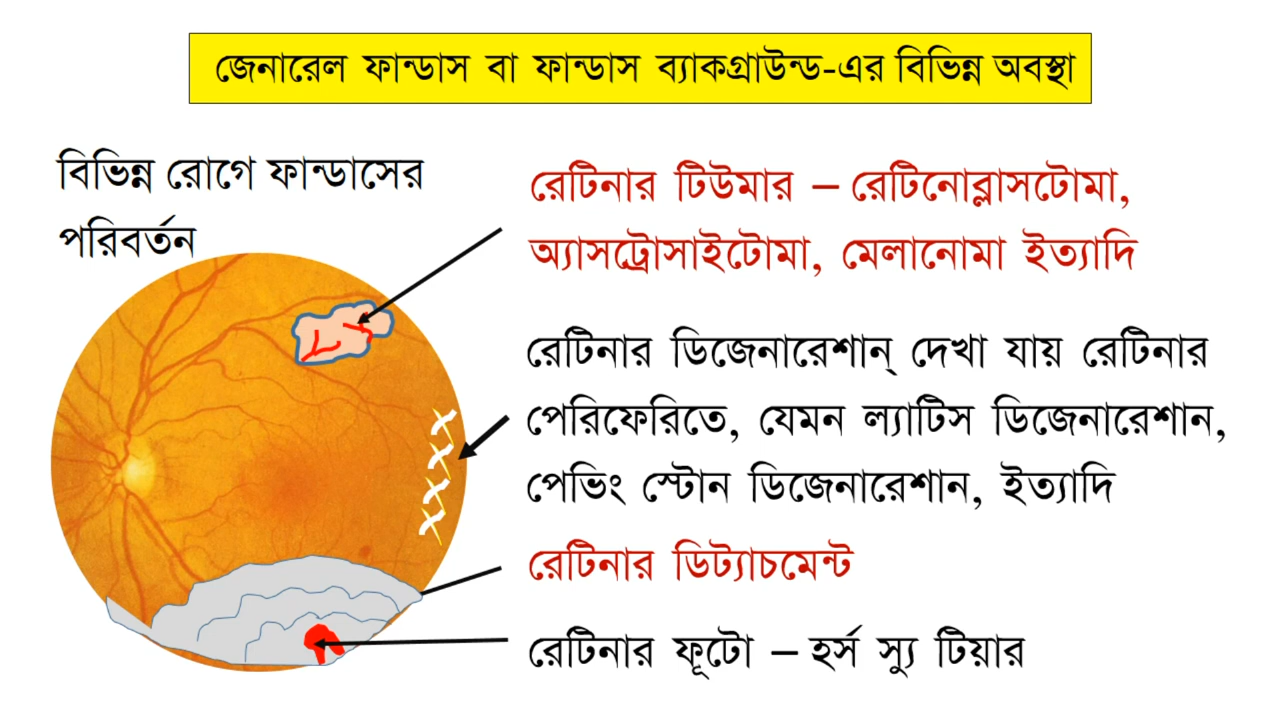 জেনারেল ফান্ডাস বা ফান্ডাস ব্যাকগ্রাউন্ড-এর বিভিন্ন অবস্থা
বিভিন্ন রোগে ফান্ডাসের
পরিবর্তন
রেটিনার টিউমার – রেটিনোব্লাসটোমা,
অ্যাসট্রোসাইটোমা, মেলানোমা ইত্যাদি
রেটিনার ডিজেনারেশান্ দেখা যায় রেটিনার
পেরিফেরিতে, যেমন ল্যাটিস ডিজেনারেশান,
পেভিং স্টোন ডিজেনারেশান, ইত্যাদি
রেটিনার ডিট্যাচমেন্ট
রেটিনার ফূটো – হর্স স্যু টিয়ার